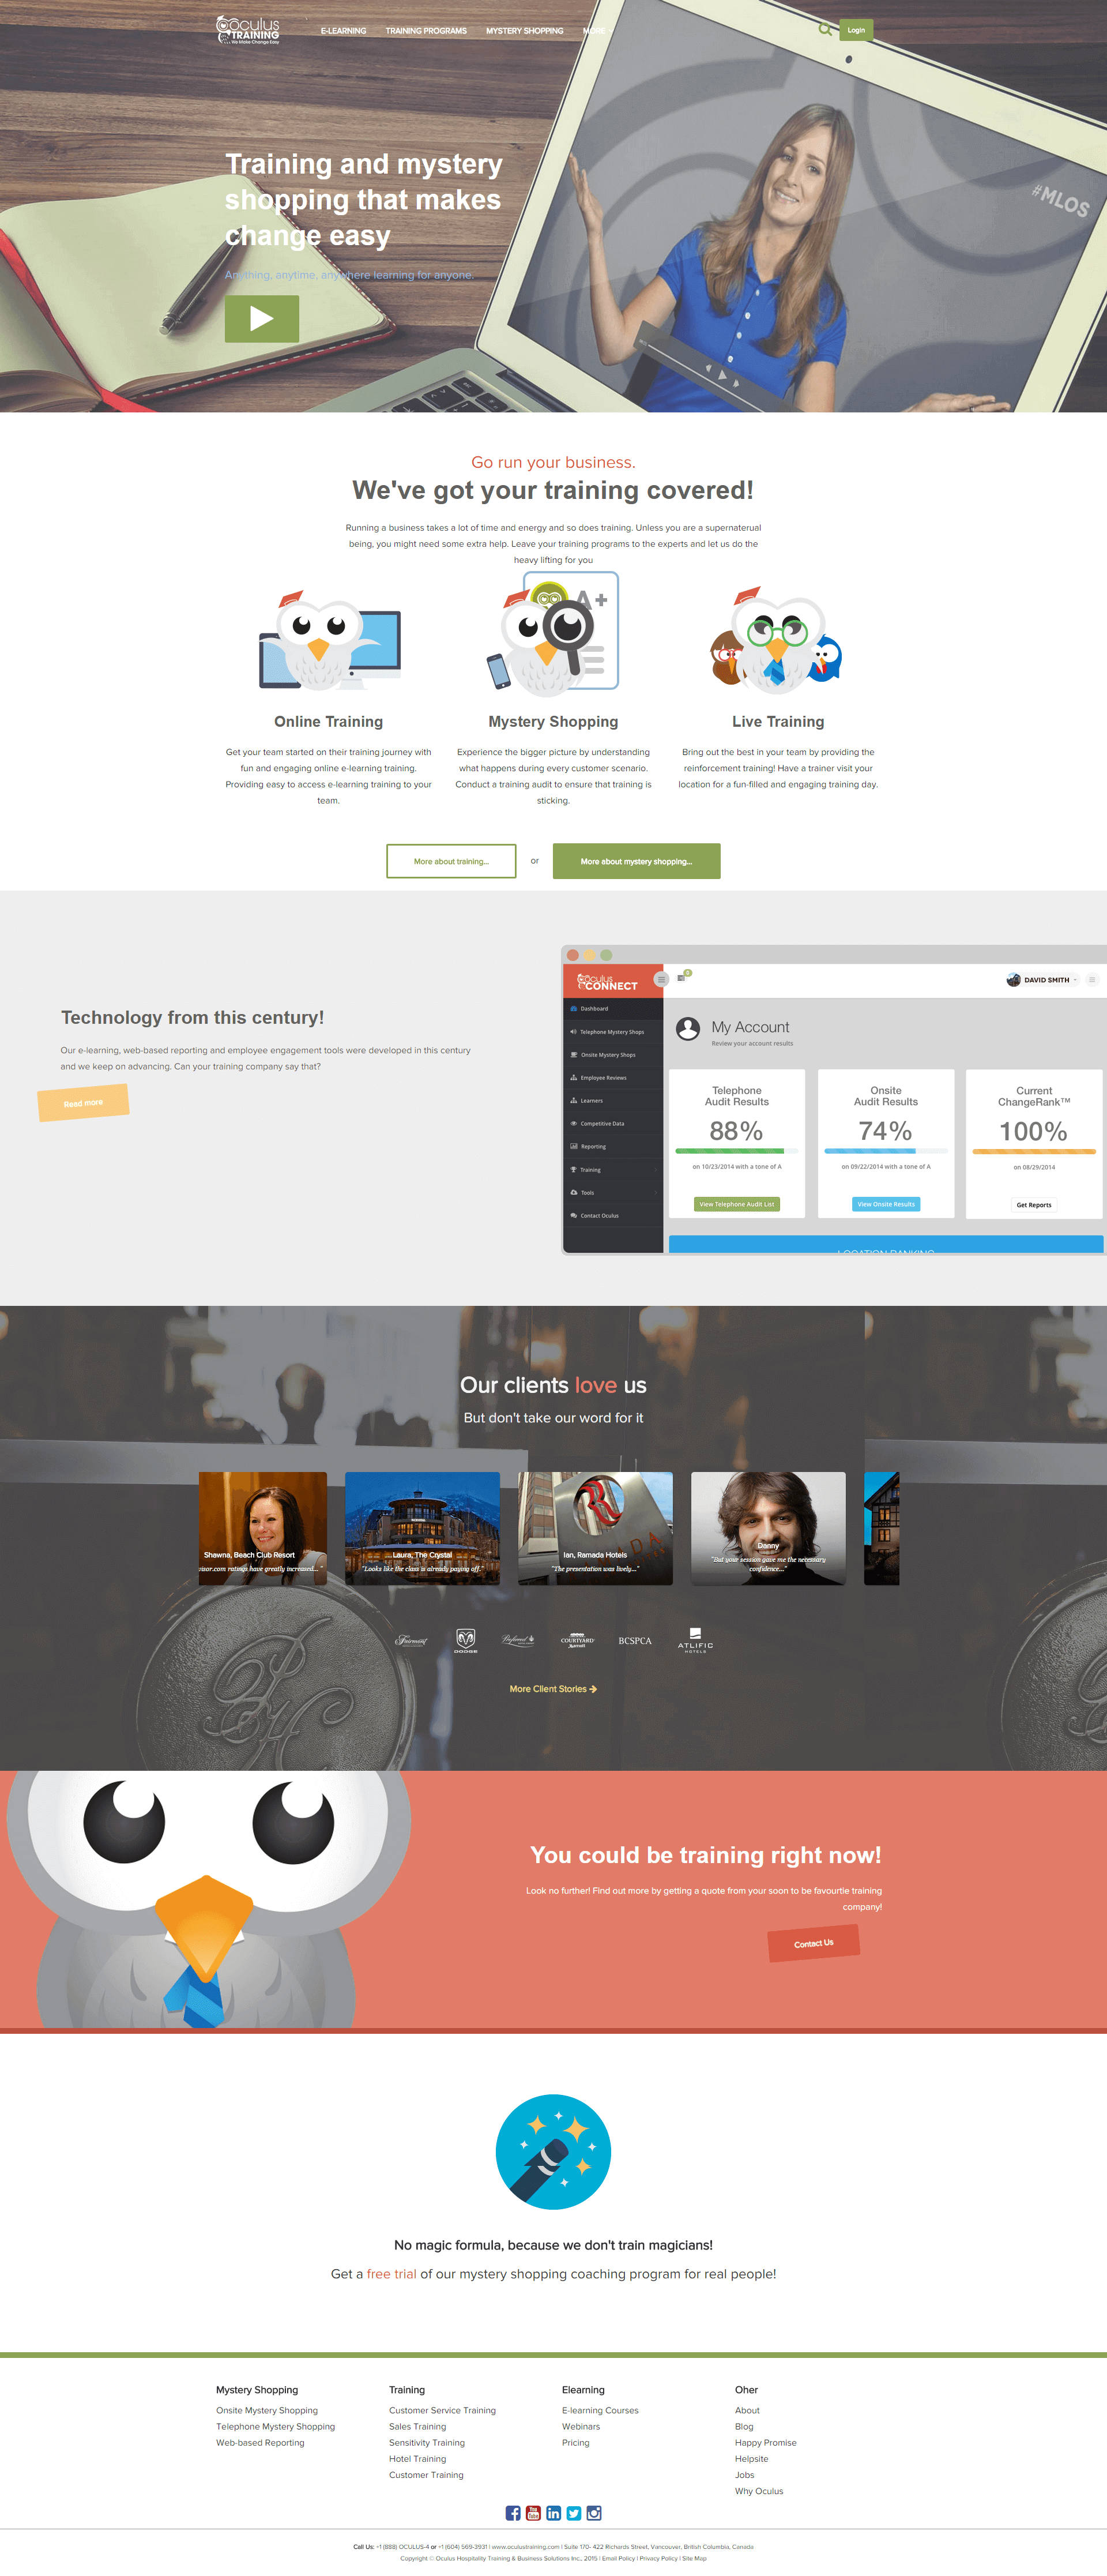 oculus
TRAINING
We Make Change Easy
E-LEARNING TRAINING PROGRAMS MYSTERY SHOPPING MORE
Login
#MLOS
Training and mystery
shopping that makes
change easy
Anything, anytime, anywhere learning for anyone.
Go run your business.
We've got your training covered!
Running a business takes a lot of time and energy and so does training. Unless you are a supernaterual
being, you might need some extra help. Leave your training programs to the experts and let us do the
heavy lifting for you
A+
Online Training
Get your team started on their training journey with
fun and engaging online e-learning training.
Providing easy to access e-learning training to your
team.
Mystery Shopping
Experience the bigger picture by understanding
what happens during every customer scenario.
Conduct a training audit to ensure that training is
sticking.
Live Training
Bring out the best in your team by providing the
reinforcement training! Have a trainer visit your
location for a fun-filled and engaging training day.
More about training... or More about mystery shopping...
Technology from this century!
Our e-learning, web-based reporting and employee engagement tools were developed in this century
and we keep on advancing. Can your training company say that?
Read more
oculus
CONNECT
DAVID SMITH
Dashboard
Telephone Mystery Shops
Onsite Mystery Shops
Employee Reviews
Learners
Competitive Data
Reporting
Training
Tools
Contact Oculus
My Account
Review your account results
Telephone
Audit Results
88%
on 10/23/2014 with a tone of A
View Telephone Audit List
Onsite
Audit Results
74%
on 09/22/2014 with a tone of A
View Onsite Results
Current
ChangeRank™
100%
on 08/29/2014
Get Reports
LOCATION RANKING
Our clients love us
But don't take our word for it
Shawna, Beach Club Resort
isor.com ratings have greatly increased..."
Laura, The Crystal
"Looks like the class is already paying off."
Ian, Ramada Hotels
"The presentation was lively..."
Danny
"But your session gave me the necessary
confidence..."
Fairmont
DODGE
Preferred
COURTYARD
Marriott
BCSPCA
ATLIFIC
HOTELS
More Client Stories
You could be training right now!
Look no further! Find out more by getting a quote from your soon to be favourtie training
company!
Contact Us
No magic formula, because we don't train magicians!
Get a free trial of our mystery shopping coaching program for real people!
Mystery Shopping
Onsite Mystery Shopping
Telephone Mystery Shopping
Web-based Reporting
Training
Customer Service Training
Sales Training
Sensitivity Training
Hotel Training
Customer Training
Elearning
E-learning Courses
Webinars
Pricing
Oher
About
Blog
Happy Promise
Helpsite
Jobs
Why Oculus
Call Us: +1 (888) OCULUS-4 or +1 (604) 569-3931 | www.oculustraining.com | Suite 170- 422 Richards Street, Vancouver, British Columbia, Canada
Copyright © Oculus Hospitality Training & Business Solutions Inc., 2015 | Email Policy | Privacy Policy | Site Map